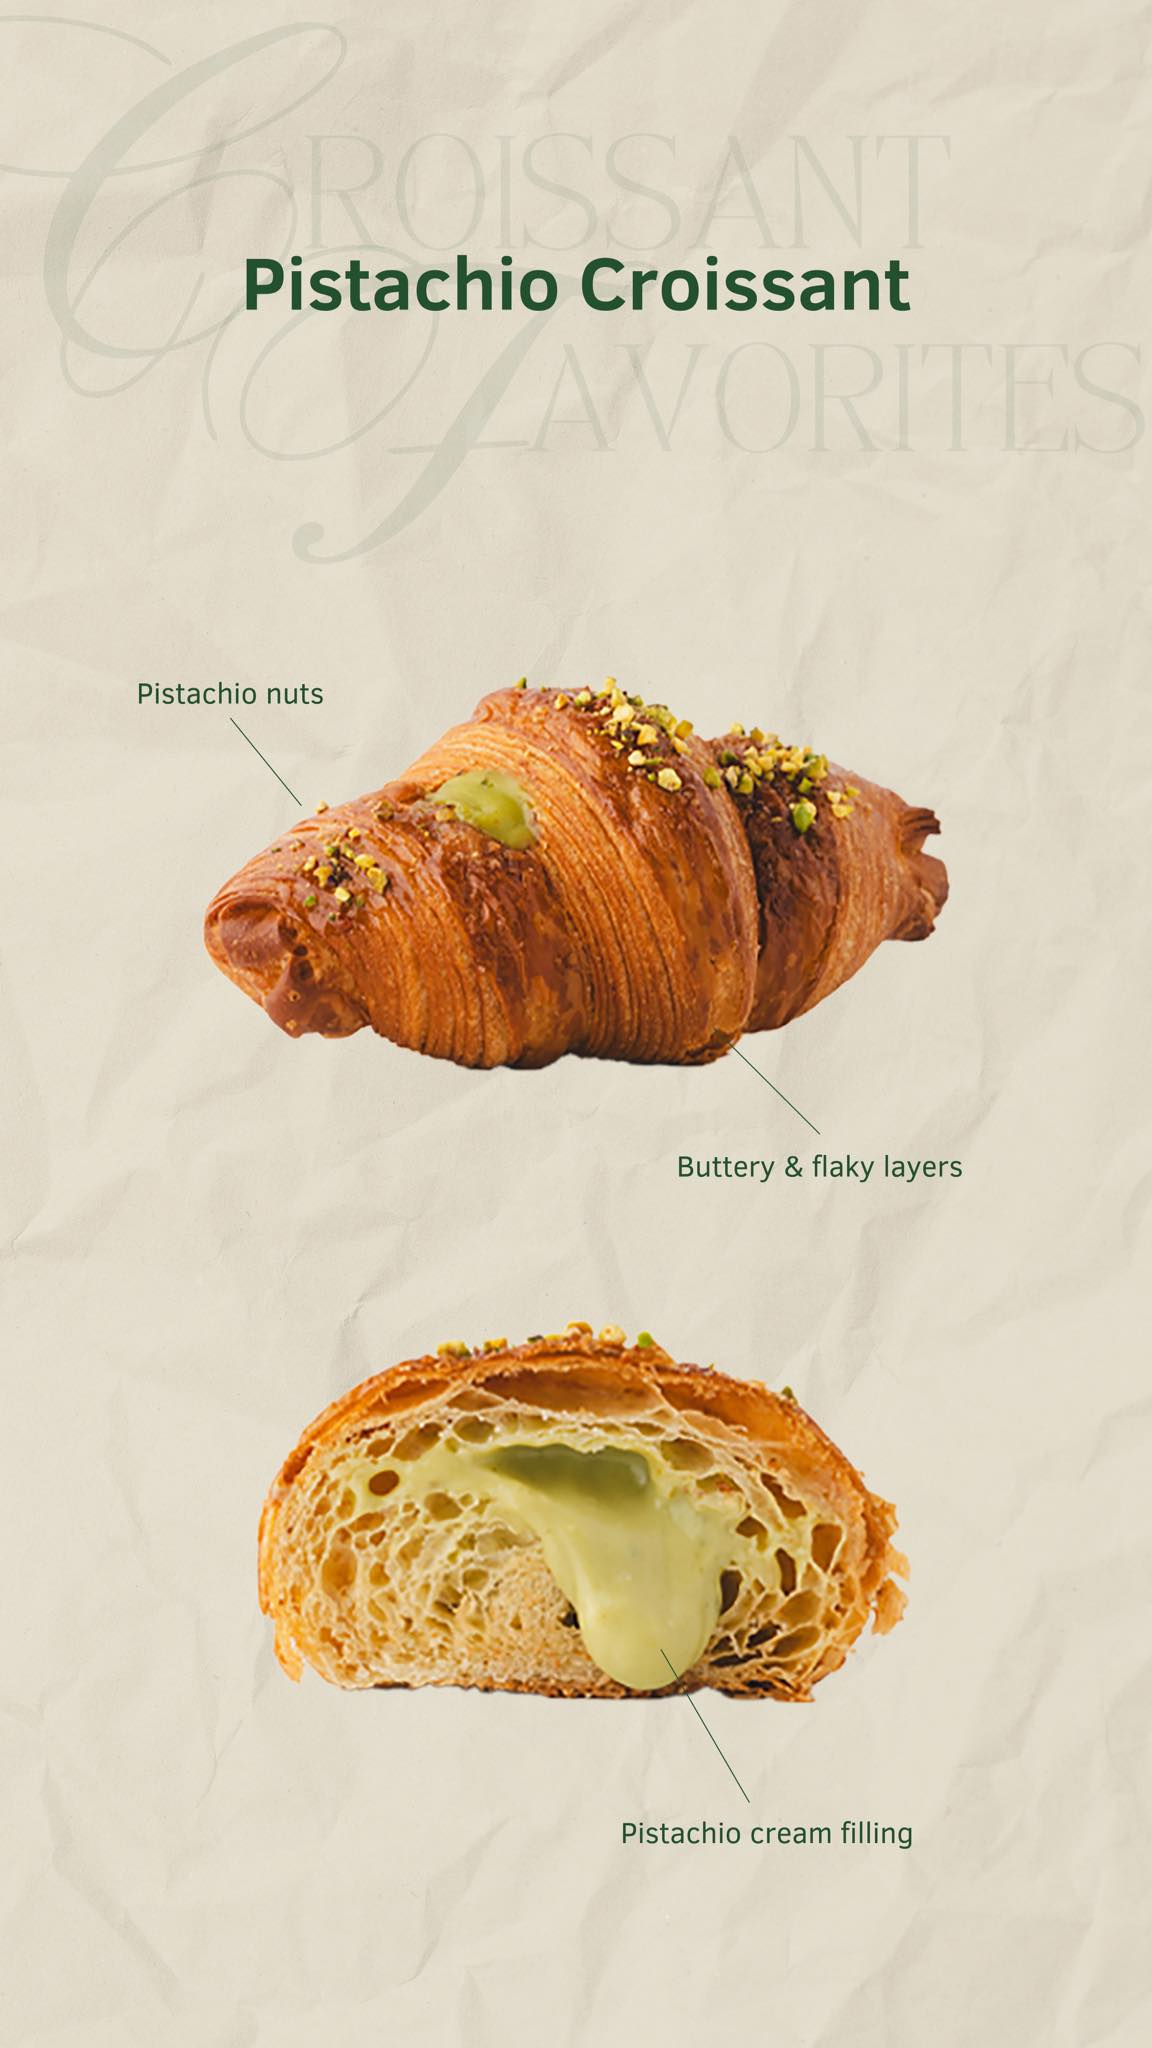 CROISSANT
Pistachio Croissant
FAVORITES
Pistachio nuts
Buttery & flaky layers
Pistachio cream filling